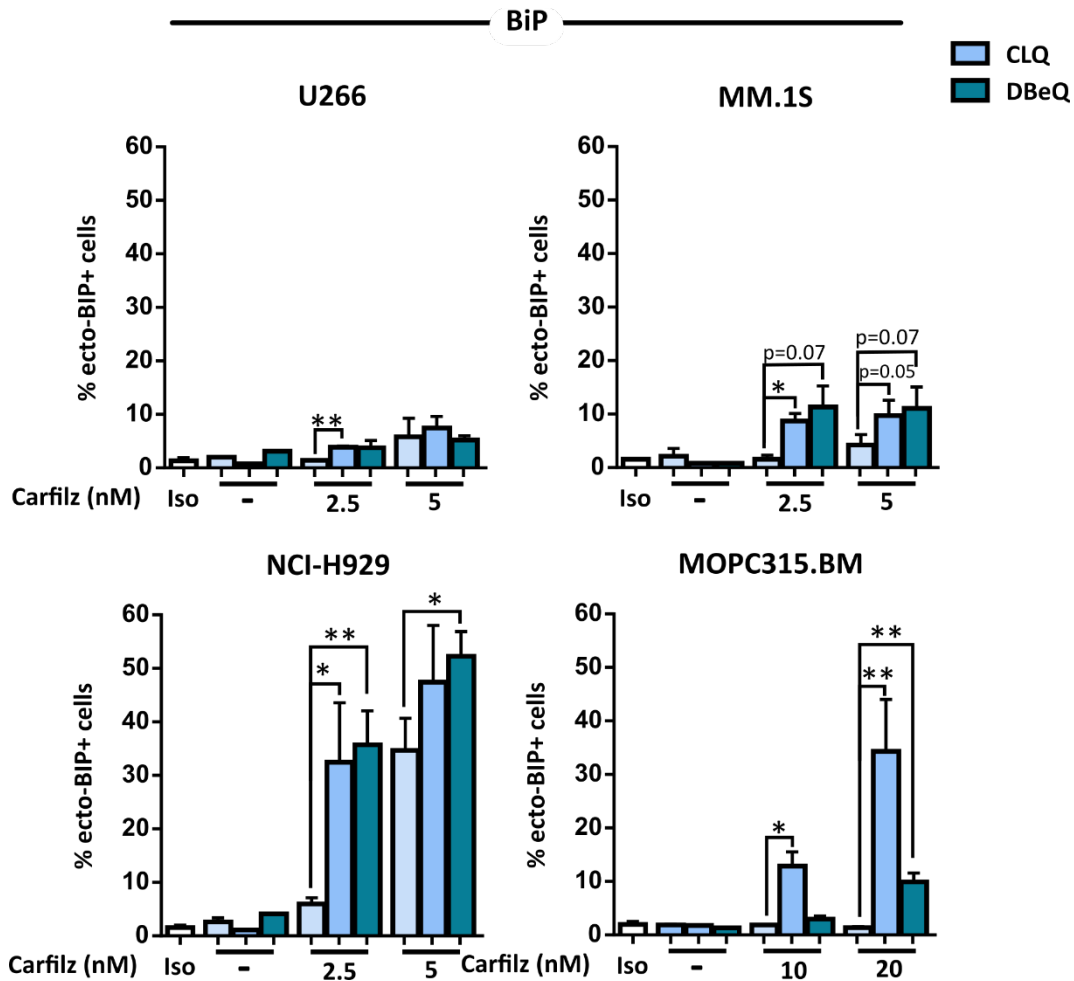 BiP
CLQ
DBeQ
U266
% ecto-BIP+ cells
60
50
40
30
20
10
0
**
Carfilz (nM)
Iso
-
2.5
5
MM.1S
% ecto-BIP+ cells
60
50
40
30
20
10
0
p=0.07
*
p=0.07
p=0.05
Iso
-
2.5
5
NCI-H929
% ecto-BIP+ cells
60
50
40
30
20
10
0
**
*
*
Carfilz (nM)
Iso
-
2.5
5
MOPC315.BM
% ecto-BIP+ cells
60
50
40
30
20
10
0
*
**
**
Carfilz (nM)
Iso
-
10
20